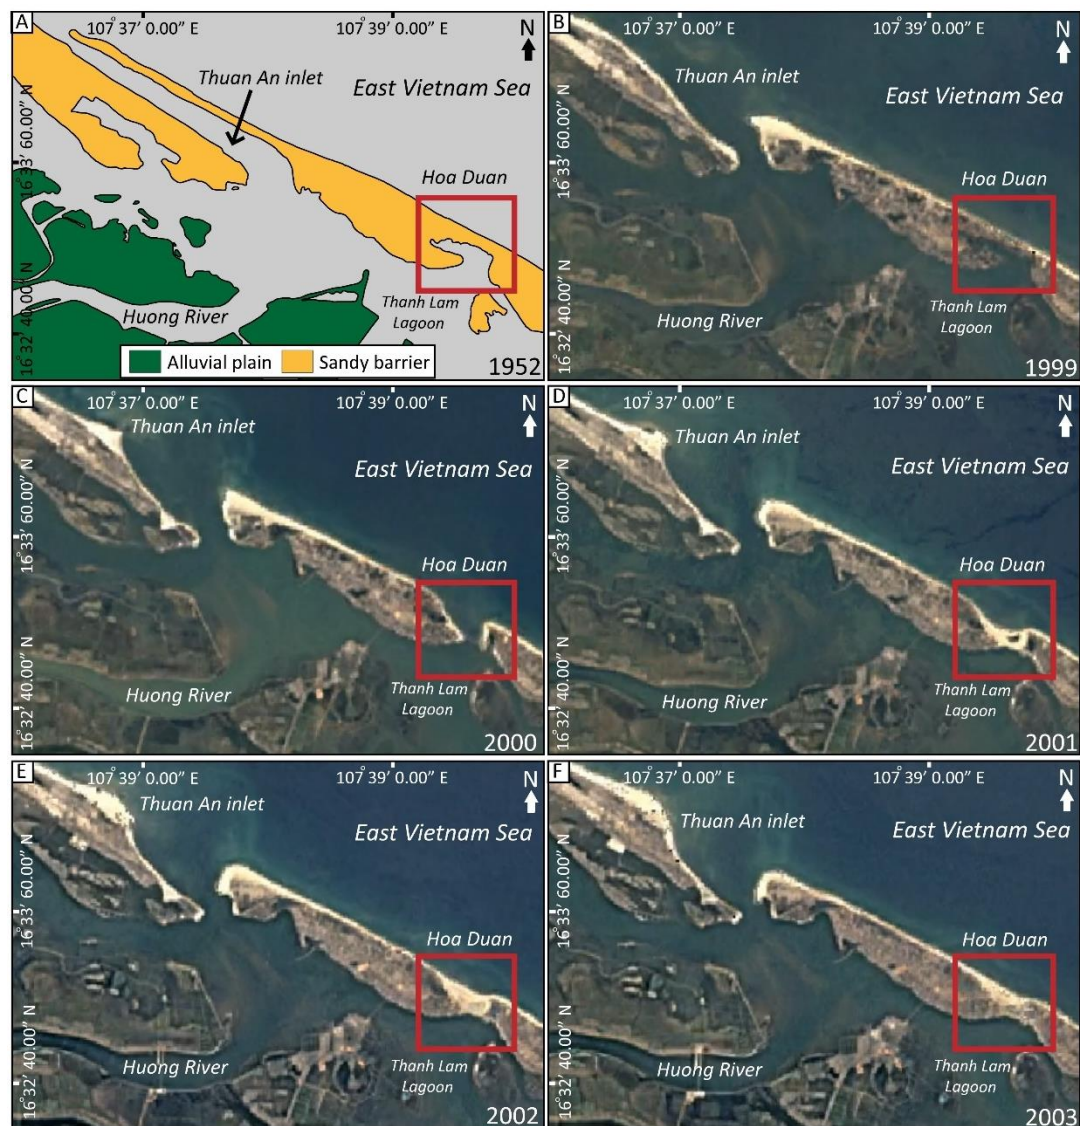 A
107°37' 0.00" E
107°39' 0.00" E
N
Thuan An inlet
East Vietnam Sea
16°33' 60.00" N
Hoa Duan
Thanh Lam
Lagoon
Huong River
16°32' 40.00" N
Alluvial plain
Sandy barrier
1952
B
107°37' 0.00" E
107°39' 0.00" E
N
Thuan An inlet
East Vietnam Sea
16°33' 60.00" N
Hoa Duan
Thanh Lam
Lagoon
Huong River
16°32' 40.00" N
1999
C
107°37' 0.00" E
107°39' 0.00" E
N
Thuan An inlet
East Vietnam Sea
16°33' 60.00" N
Hoa Duan
Thanh Lam
Lagoon
Huong River
16°32' 40.00" N
2000
D
107°37' 0.00" E
107°39' 0.00" E
N
Thuan An inlet
East Vietnam Sea
16°33' 60.00" N
Hoa Duan
Thanh Lam
Lagoon
Huong River
16°32' 40.00" N
2001
E
107°39' 0.00" E
107°39' 0.00" E
N
Thuan An inlet
East Vietnam Sea
16°33' 60.00" N
Hoa Duan
Thanh Lam
Lagoon
Huong River
16°32' 40.00" N
2002
F
107°37' 0.00" E
107°39' 0.00" E
N
Thuan An inlet
East Vietnam Sea
16°33' 60.00" N
Hoa Duan
Thanh Lam
Lagoon
Huong River
16°32' 40.00" N
2003